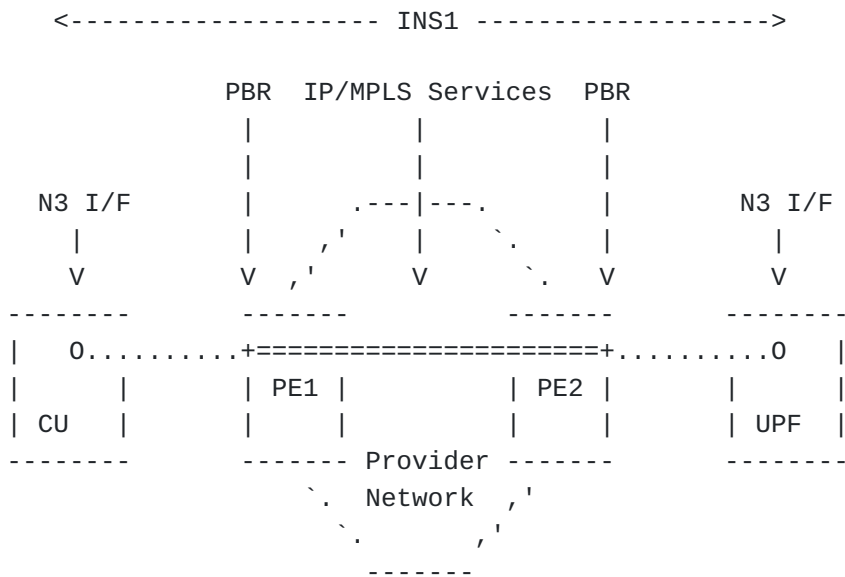 <-------------------- INS1 ------------------->
PBR IP/MPLS Services PBR
N3 I/F N3 I/F
PE1 PE2
CU UPF
Provider
Network